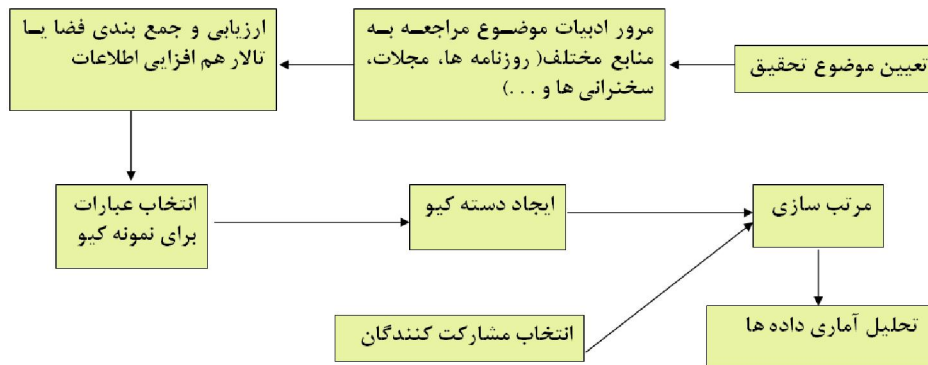 تعیین موضوع تحقیق
مرور ادبیات موضوع مراجعه به
منابع مختلف( روزنامه ها، مجلات،
سخنرانی ها و ...)
ارزیابی و جمع بندی فضا یا
تالار هم افزایی اطلاعات
انتخاب عبارات
برای نمونه کیو
ایجاد دسته کیو
مرتب سازی
انتخاب مشارکت کنندگان
تحلیل آماری داده ها